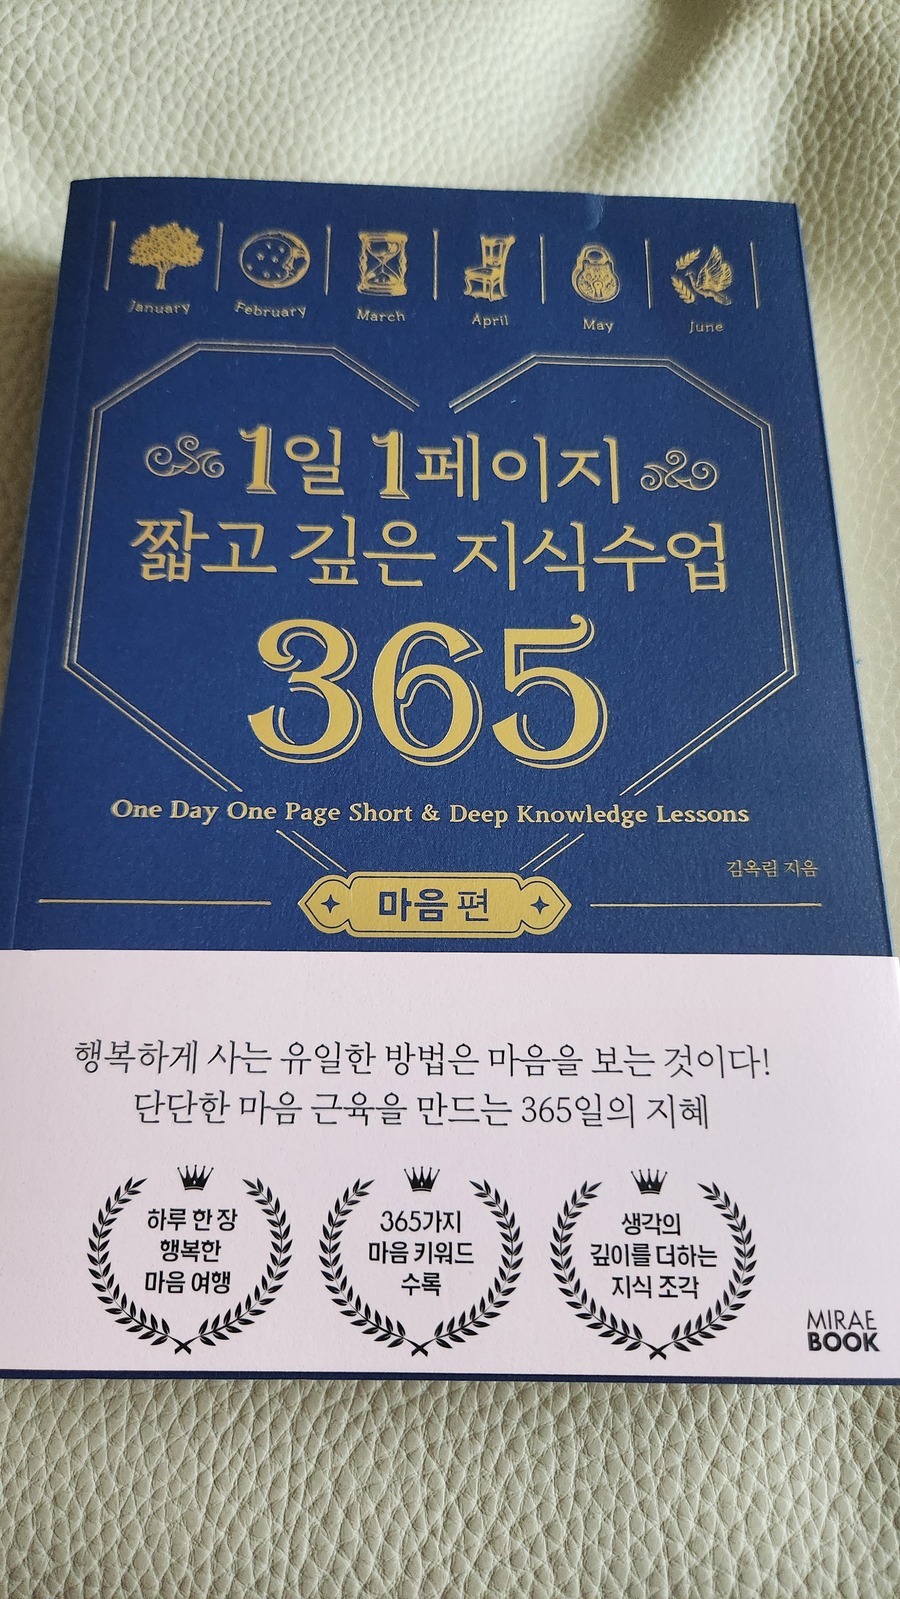 January February March April May June
1일 1페이지
짧고 깊은 지식수업
365
One Day One Page Short & Deep Knowledge Lessons
김옥림 지음
마음 편
행복하게 사는 유일한 방법은 마음을 보는 것이다!
단단한 마음 근육을 만드는 365일의 지혜
하루 한 장
행복한
마음 여행
365가지
마음 키워드
수록
생각의
깊이를 더하는
지식 조각
MIRAE
BOOK